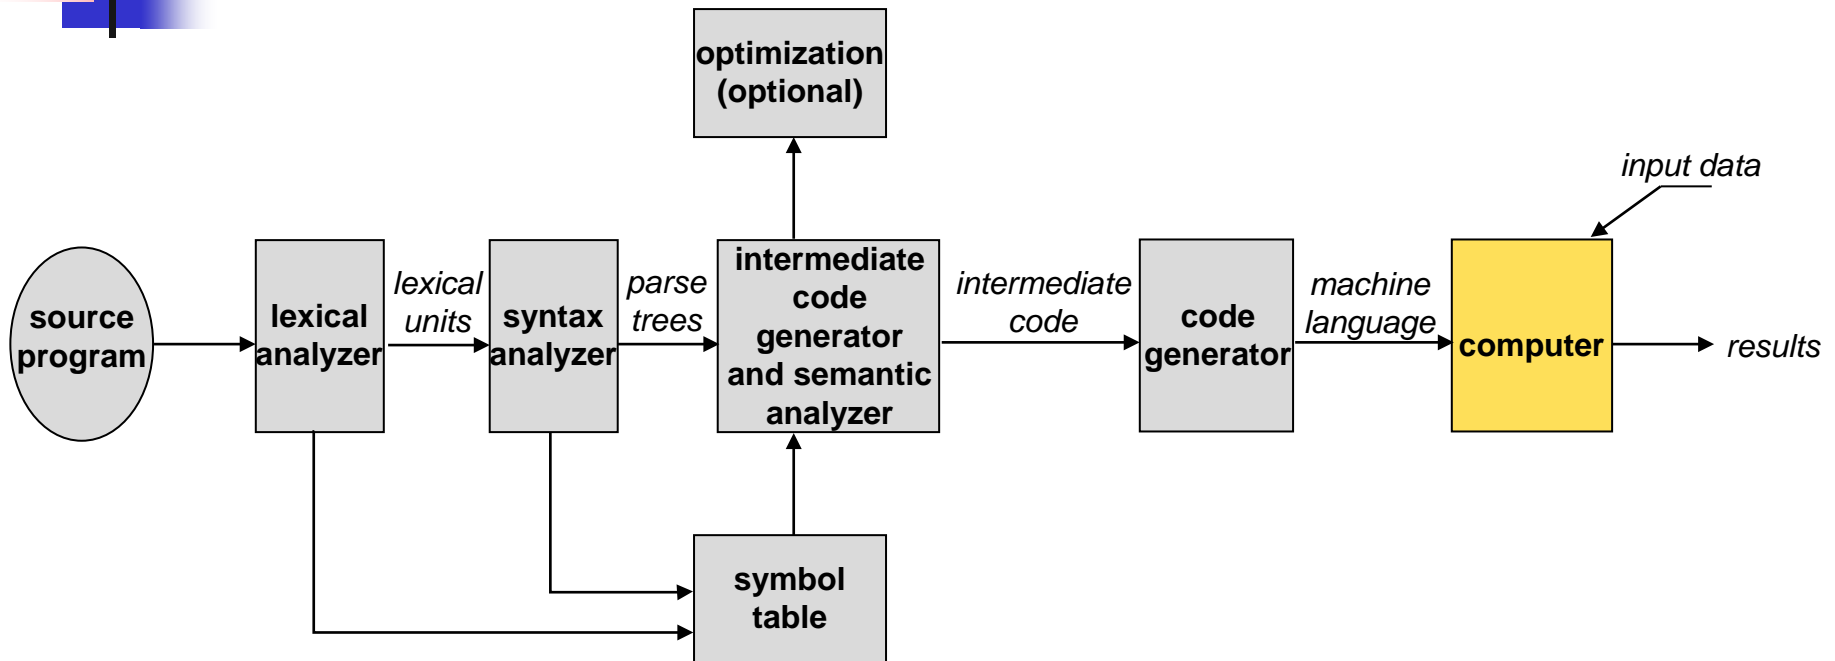 optimization
(optional)
input data
source
program
lexical
analyzer
lexical
units
syntax
analyzer
parse
trees
intermediate
code
generator
and semantic
analyzer
intermediate
code
code
generator
machine
language
computer
results
symbol
table